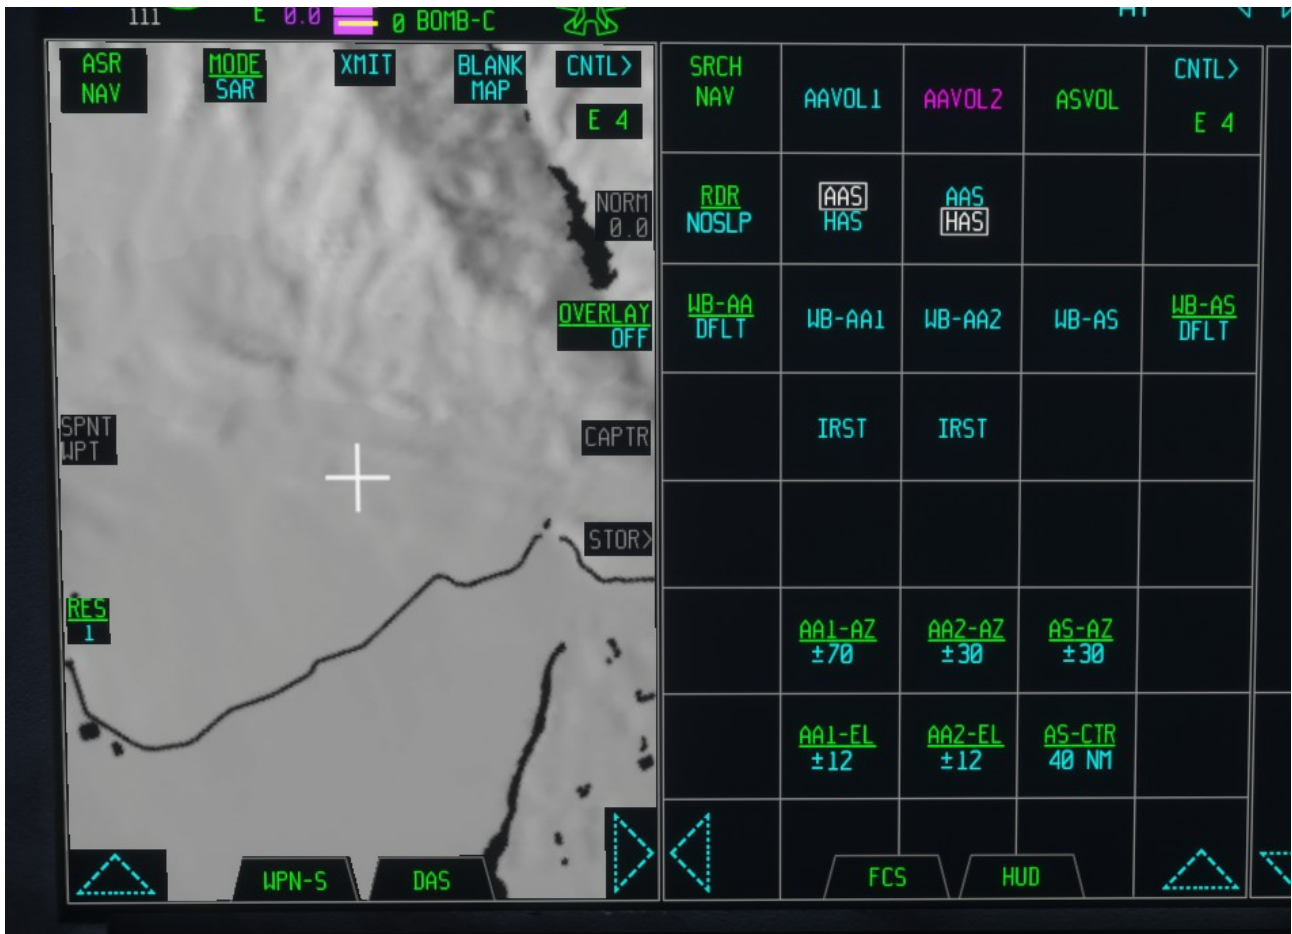 111
E 0.0
0 BOMB-C
ASR
NAV
MODE
SAR
XMIT
BLANK
MAP
CNTL>
E 4
NORM
0.0
OVERLAY
OFF
SPNT
WPT
CAPTR
STOR>
RES
1
WPN-S
DAS
SRCH
NAV
AAVOL1
AAVOL2
ASVOL
CNTL>
E 4
RDR
NOSLP
AAS
HAS
AAS
HAS
WB-AA
DFLT
WB-AA1
WB-AA2
WB-AS
WB-AS
DFLT
IRST
IRST
AA1-AZ
±70
AA2-AZ
±30
AS-AZ
±30
AA1-EL
±12
AA2-EL
±12
AS-CTR
40 NM
FCS
HUD